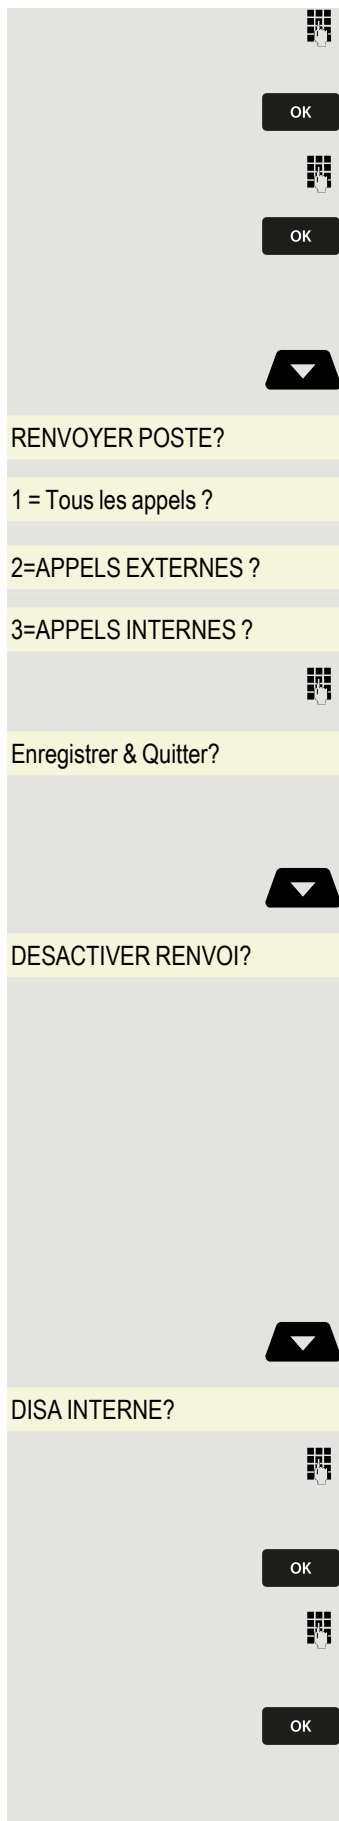 OK
OK
RENVOYER POSTE?
1 = Tous les appels ?
2=APPELS EXTERNES ?
3=APPELS INTERNES ?
Enregistrer & Quitter?
DESACTIVER RENVOI?
DISA INTERNE?
OK
OK